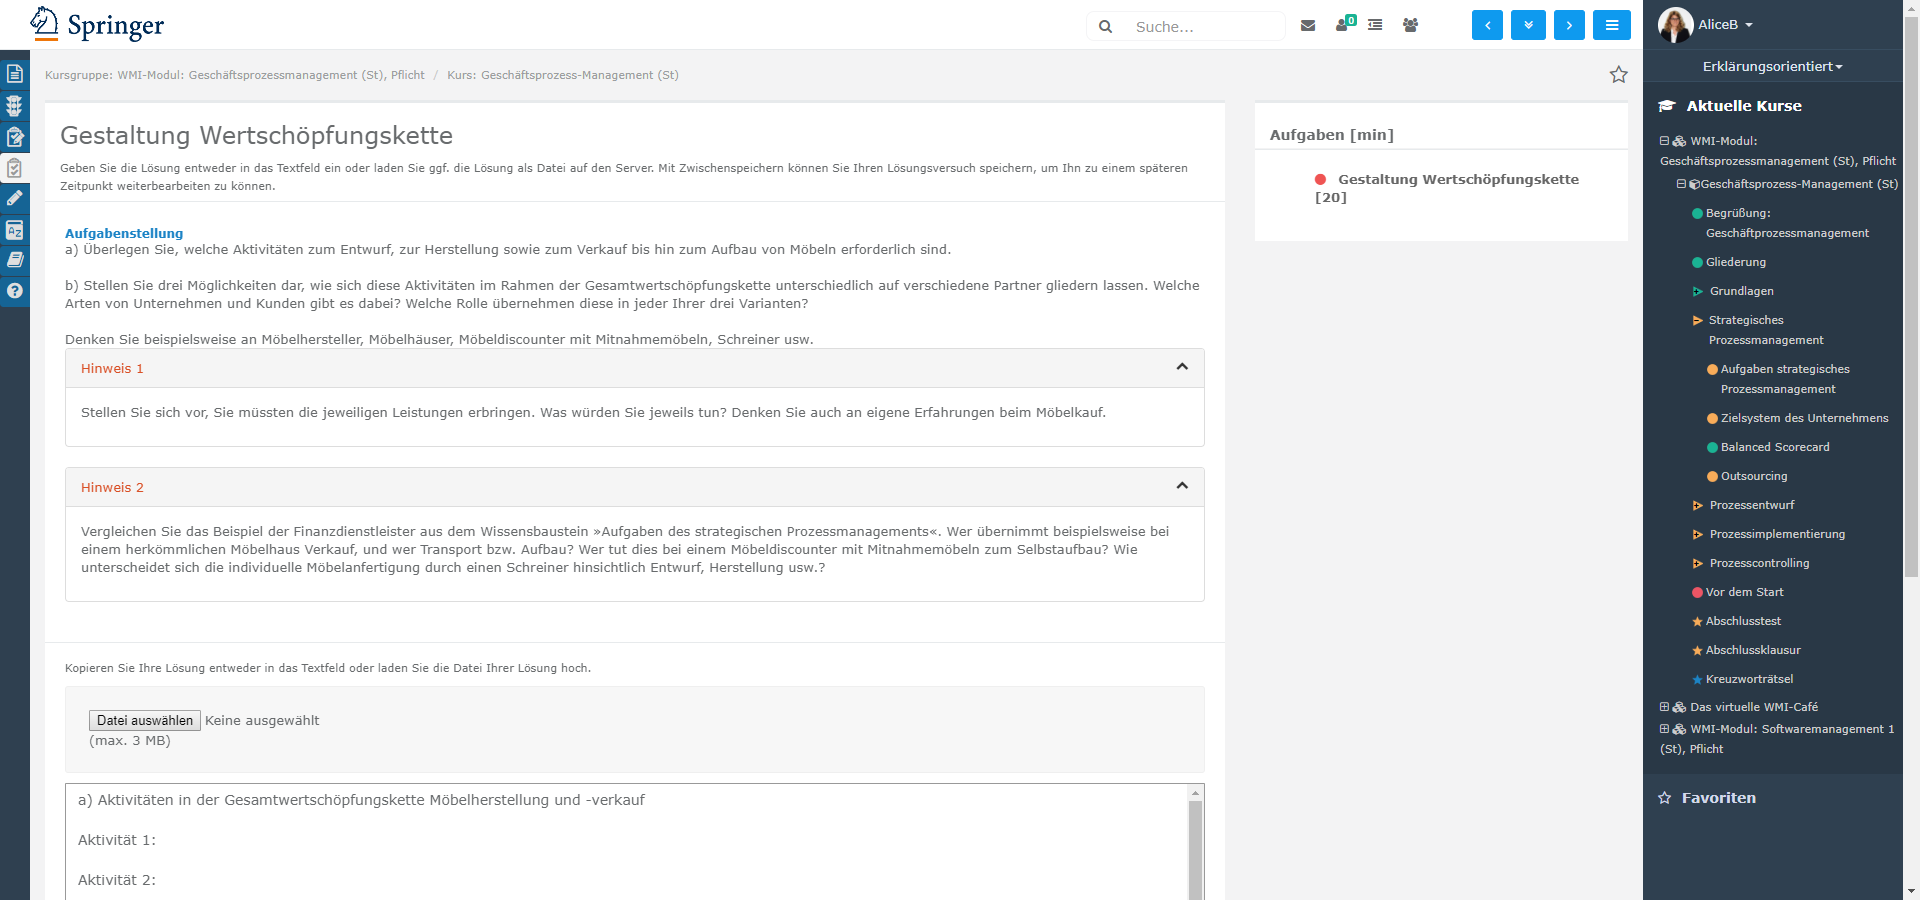 Springer
Suche...
0
AliceB
Erklärungsorientiert
Kursgruppe: WMI-Modul: Geschäftsprozessmanagement (St), Pflicht / Kurs: Geschäftsprozess-Management (St)
Gestaltung Wertschöpfungskette
Geben Sie die Lösung entweder in das Textfeld ein oder laden Sie ggf. die Lösung als Datei auf den Server. Mit Zwischenspeichern können Sie Ihren Lösungsversuch speichern, um Ihn zu einem späteren
Zeitpunkt weiterbearbeiten zu können.
Aufgabenstellung
a) Überlegen Sie, welche Aktivitäten zum Entwurf, zur Herstellung sowie zum Verkauf bis hin zum Aufbau von Möbeln erforderlich sind.
b) Stellen Sie drei Möglichkeiten dar, wie sich diese Aktivitäten im Rahmen der Gesamtwertschöpfungskette unterschiedlich auf verschiedene Partner gliedern lassen. Welche
Arten von Unternehmen und Kunden gibt es dabei? Welche Rolle übernehmen diese in jeder Ihrer drei Varianten?
Denken Sie beispielsweise an Möbelhersteller, Möbelhäuser, Möbeldiscounter mit Mitnahmemöbeln, Schreiner usw.
Hinweis 1
Stellen Sie sich vor, Sie müssten die jeweiligen Leistungen erbringen. Was würden Sie jeweils tun? Denken Sie auch an eigene Erfahrungen beim Möbelkauf.
Hinweis 2
Vergleichen Sie das Beispiel der Finanzdienstleister aus dem Wissensbaustein »Aufgaben des strategischen Prozessmanagements«. Wer übernimmt beispielsweise bei
einem herkömmlichen Möbelhaus Verkauf, und wer Transport bzw. Aufbau? Wer tut dies bei einem Möbeldiscounter mit Mitnahmemöbeln zum Selbstaufbau? Wie
unterscheidet sich die individuelle Möbelanfertigung durch einen Schreiner hinsichtlich Entwurf, Herstellung usw.?
Kopieren Sie Ihre Lösung entweder in das Textfeld oder laden Sie die Datei Ihrer Lösung hoch.
Datei auswählen Keine ausgewählt
(max. 3 MB)
a) Aktivitäten in der Gesamtwertschöpfungskette Möbelherstellung und -verkauf
Aktivität 1:
Aktivität 2:
Aufgaben [min]
Gestaltung Wertschöpfungskette
[20]
Aktuelle Kurse
WMI-Modul:
Geschäftsprozessmanagement (St), Pflicht
Geschäftsprozess-Management (St)
Begrüßung:
Geschäftprozessmanagement
Gliederung
Grundlagen
Strategisches
Prozessmanagement
Aufgaben strategisches
Prozessmanagement
Zielsystem des Unternehmens
Balanced Scorecard
Outsourcing
Prozessentwurf
Prozessimplementierung
Prozesscontrolling
Vor dem Start
Abschlusstest
Abschlussklausur
Kreuzworträtsel
Das virtuelle WMI-Café
WMI-Modul: Softwaremanagement 1
(St), Pflicht
Favoriten